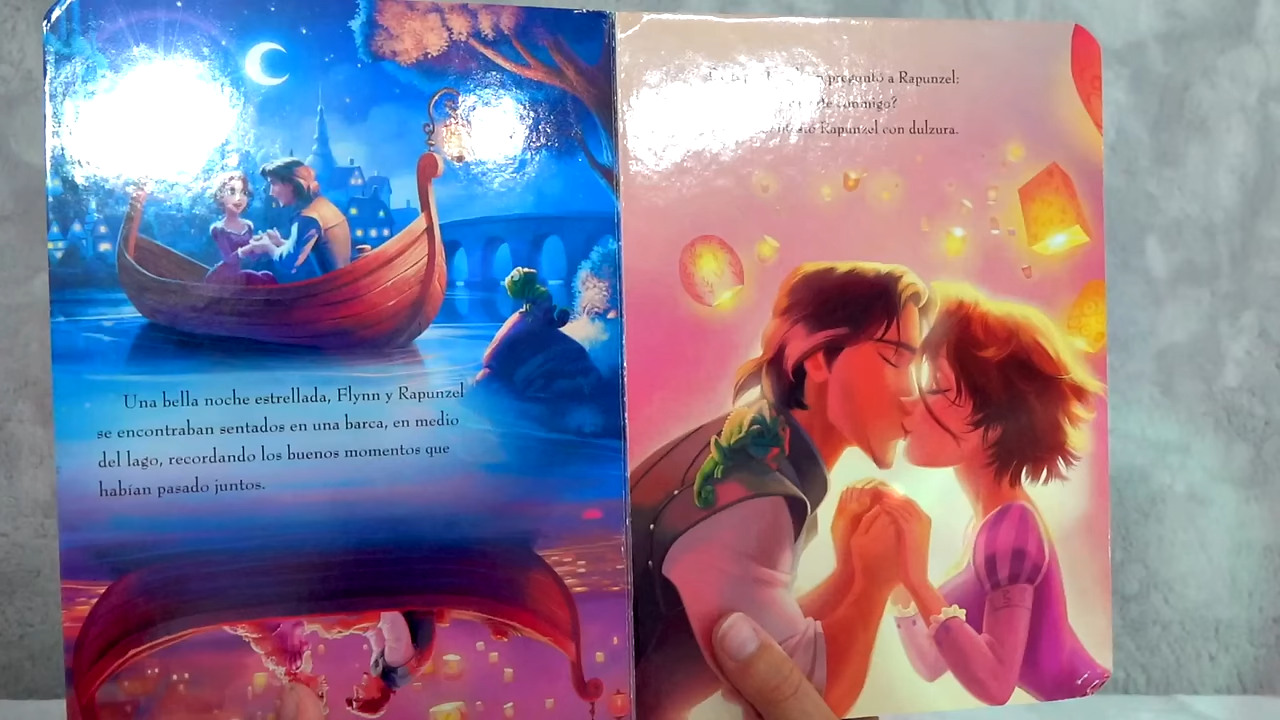 Una bella noche estrellada, Flynn y Rapunzel
se encontraban sentados en una barca, en medio
del lago, recordando los buenos momentos que
habían pasado juntos.
preguntó a Rapunzel:
conmigo?
Rapunzel con dulzura.